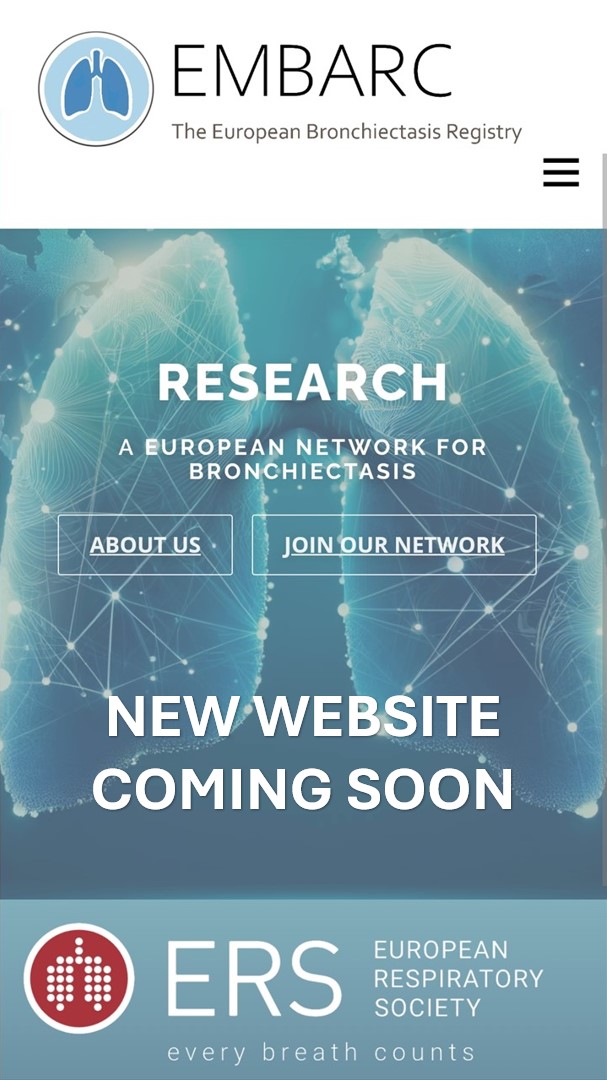 EMBARC
The European Bronchiectasis Registry
RESEARCH
A EUROPEAN NETWORK FOR
BRONCHIECTASIS
ABOUT US
JOIN OUR NETWORK
NEW WEBSITE
COMING SOON
ERS
EUROPEAN
RESPIRATORY
SOCIETY
every breath counts